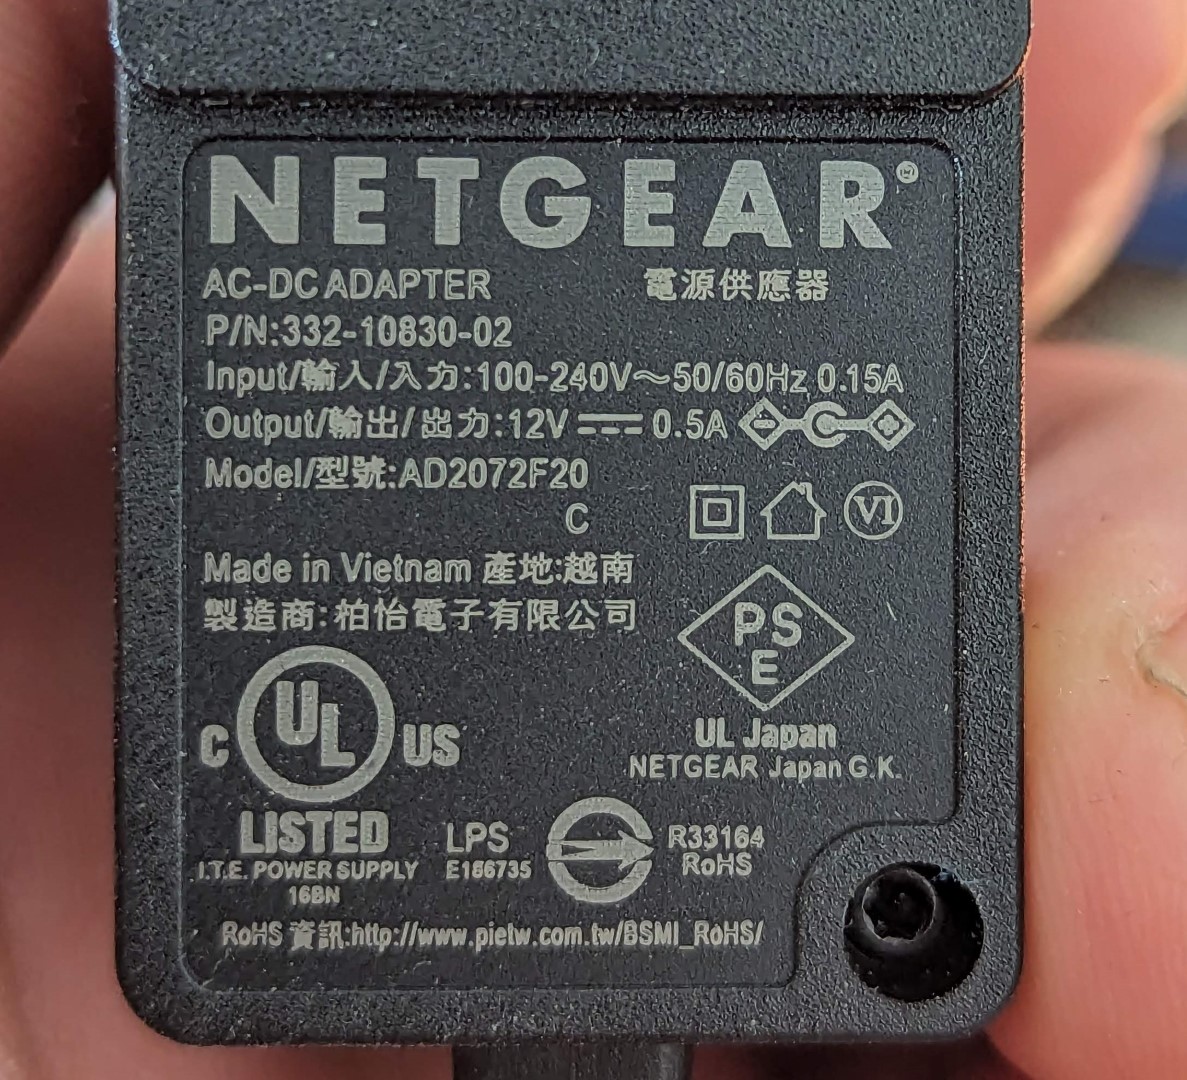 NETGEAR®
AC-DC ADAPTER 電源供應器
P/N:332-10830-02
Input/輸入/入力:100-240V～50/60Hz 0.15A
Output/輸出/出力:12V ⎓ 0.5A
Model/型號:AD2072F20
C
VI
Made in Vietnam 產地:越南
製造商:柏怡電子有限公司
PS
E
C UL US
UL Japan
NETGEAR Japan G.K.
LISTED LPS R33164
I.T.E. POWER SUPPLY E186735 RoHS
16BN
RoHS 資訊:http://www.pietw.com.tw/BSMI_RoHS/